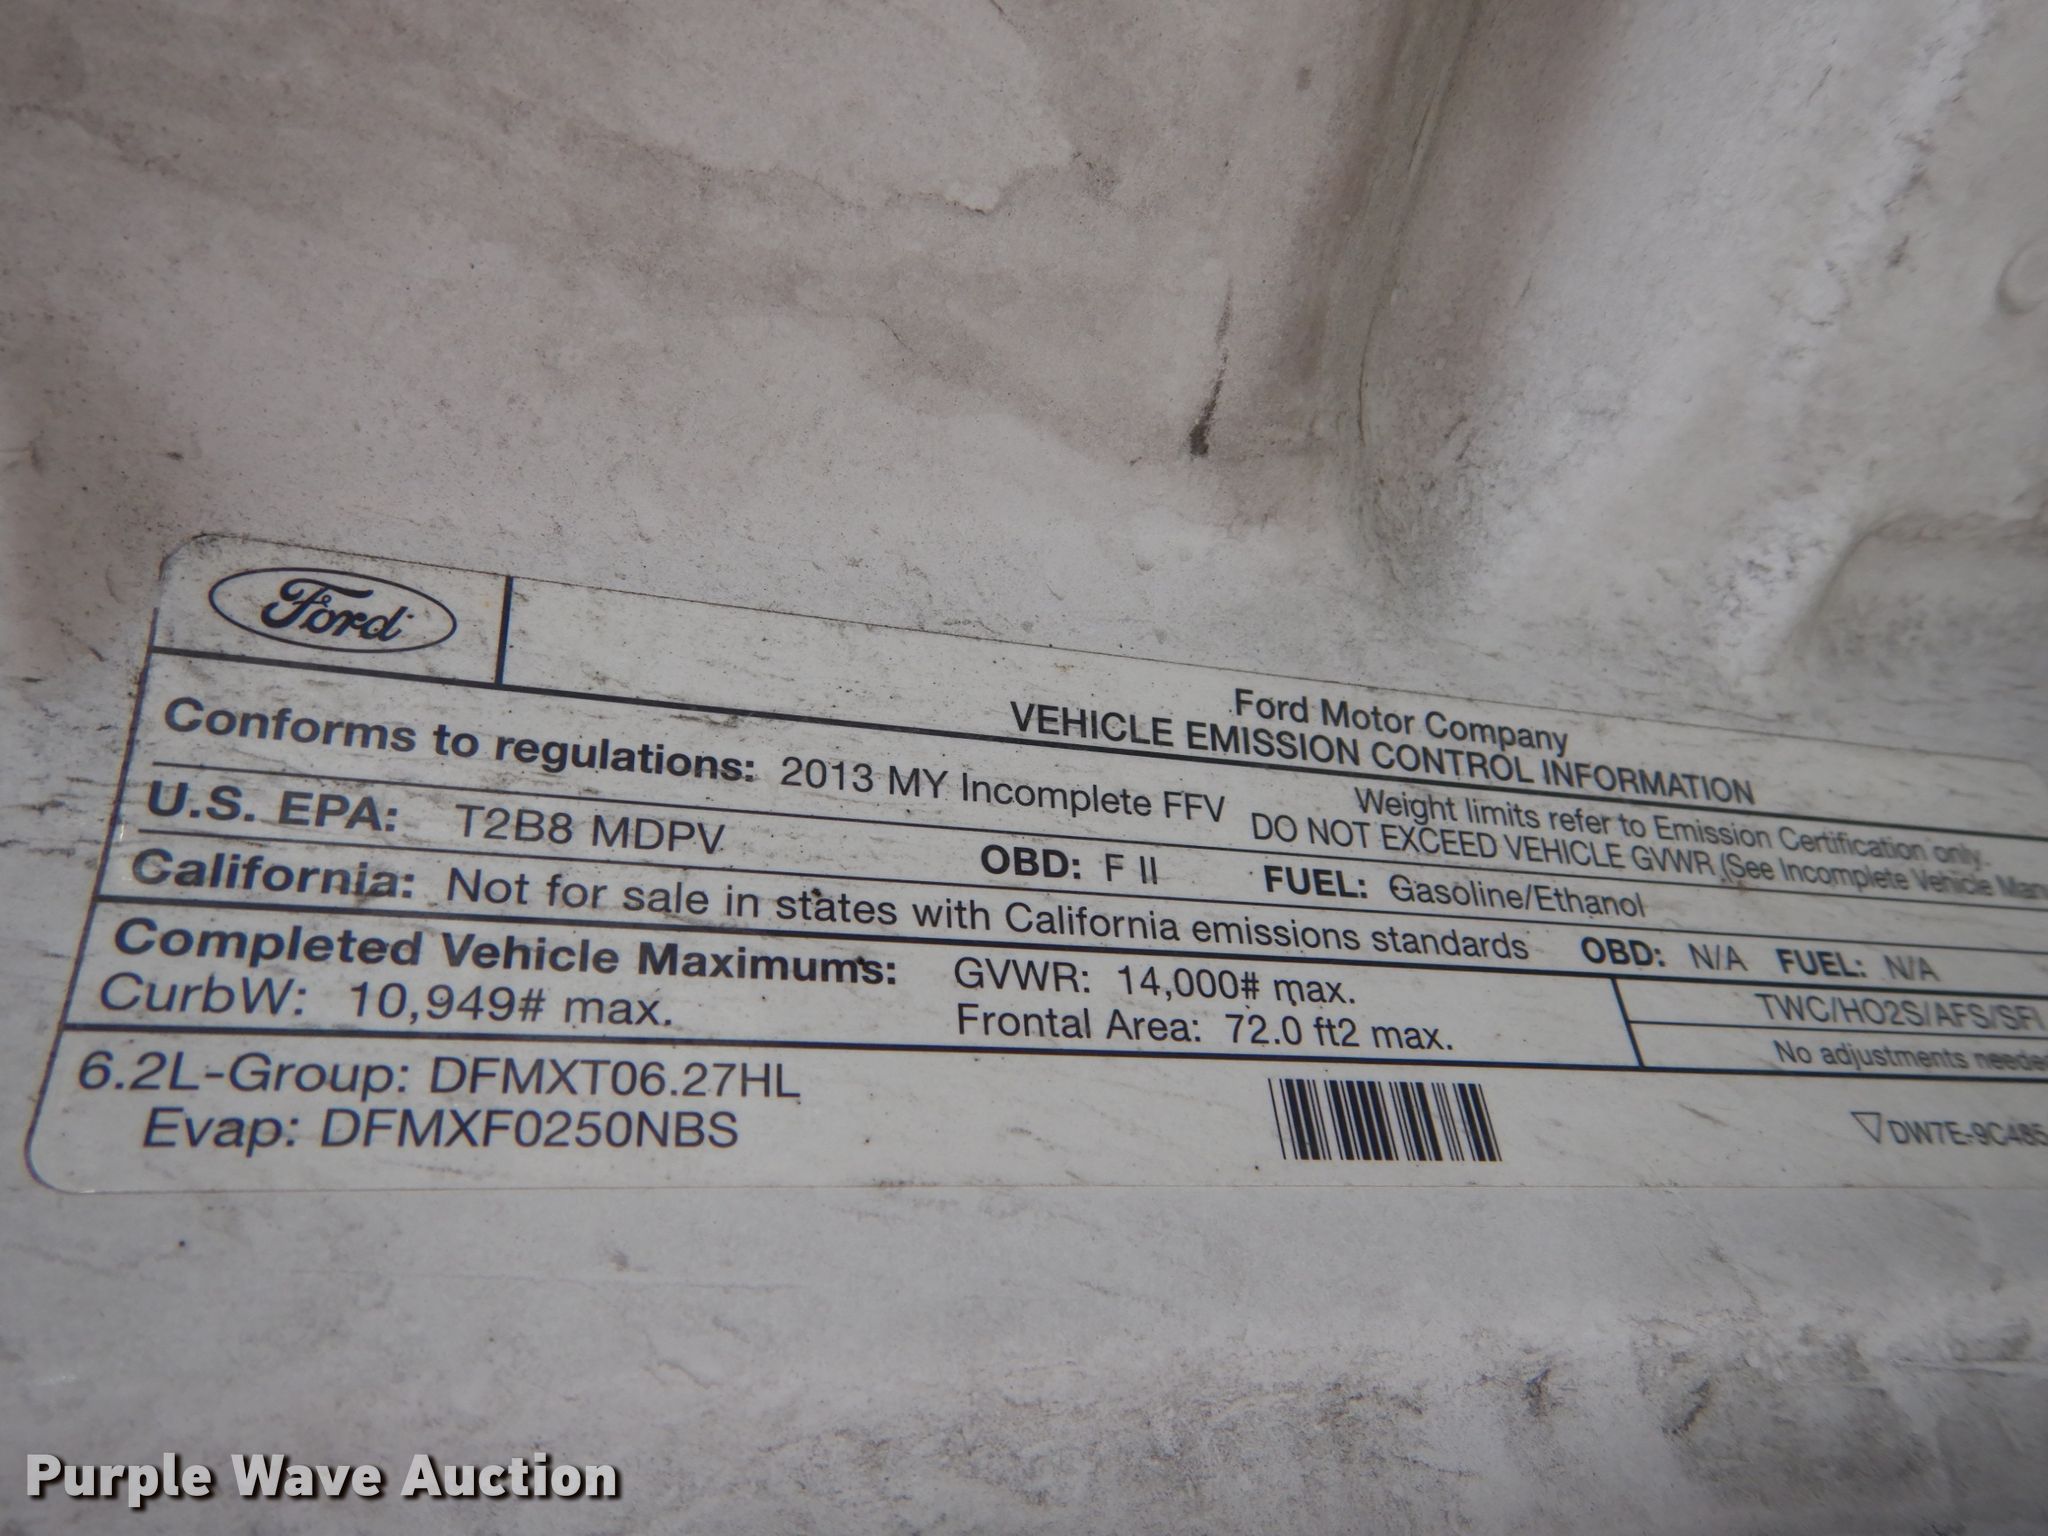 Ford
Ford Motor Company
VEHICLE EMISSION CONTROL INFORMATION
Conforms to regulations: 2013 MY Incomplete FFV
Weight limits refer to Emission Certification only.
DO NOT EXCEED VEHICLE GVWR (See Incomplete Vehicle Man
U.S. EPA: T2B8 MDPV OBD: F II FUEL: Gasoline/Ethanol
California: Not for sale in states with California emissions standards OBD: N/A FUEL: N/A
Completed Vehicle Maximums: GVWR: 14,000# max.
CurbW: 10,949# max. Frontal Area: 72.0 ft2 max.
TWC/HO2S/AFS/SFI
No adjustments neede
6.2L-Group: DFMXT06.27HL
Evap: DFMXF0250NBS
DW7E-9C485
Purple Wave Auction